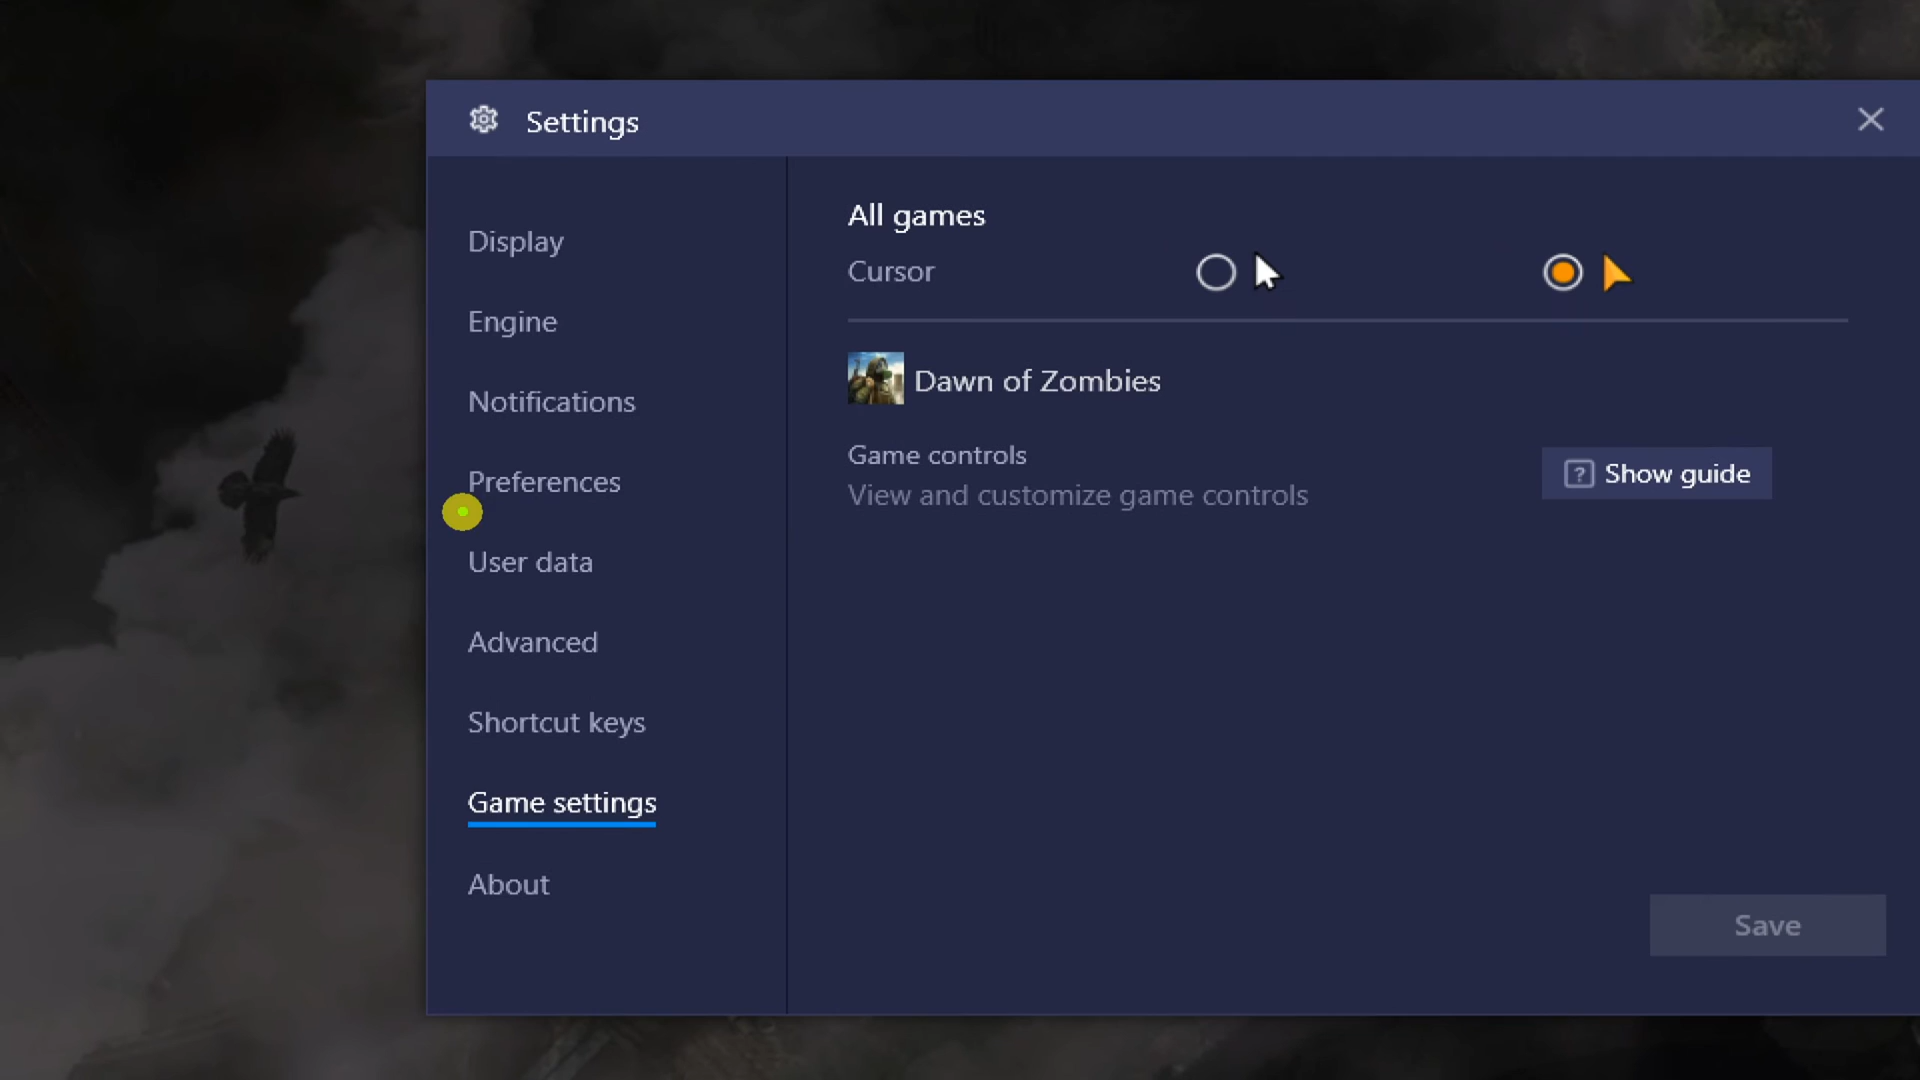 Settings
Display
Engine
Notifications
Preferences
User data
Advanced
Shortcut keys
Game settings
About
All games
Cursor
Dawn of Zombies
Game controls
View and customize game controls
? Show guide
Save